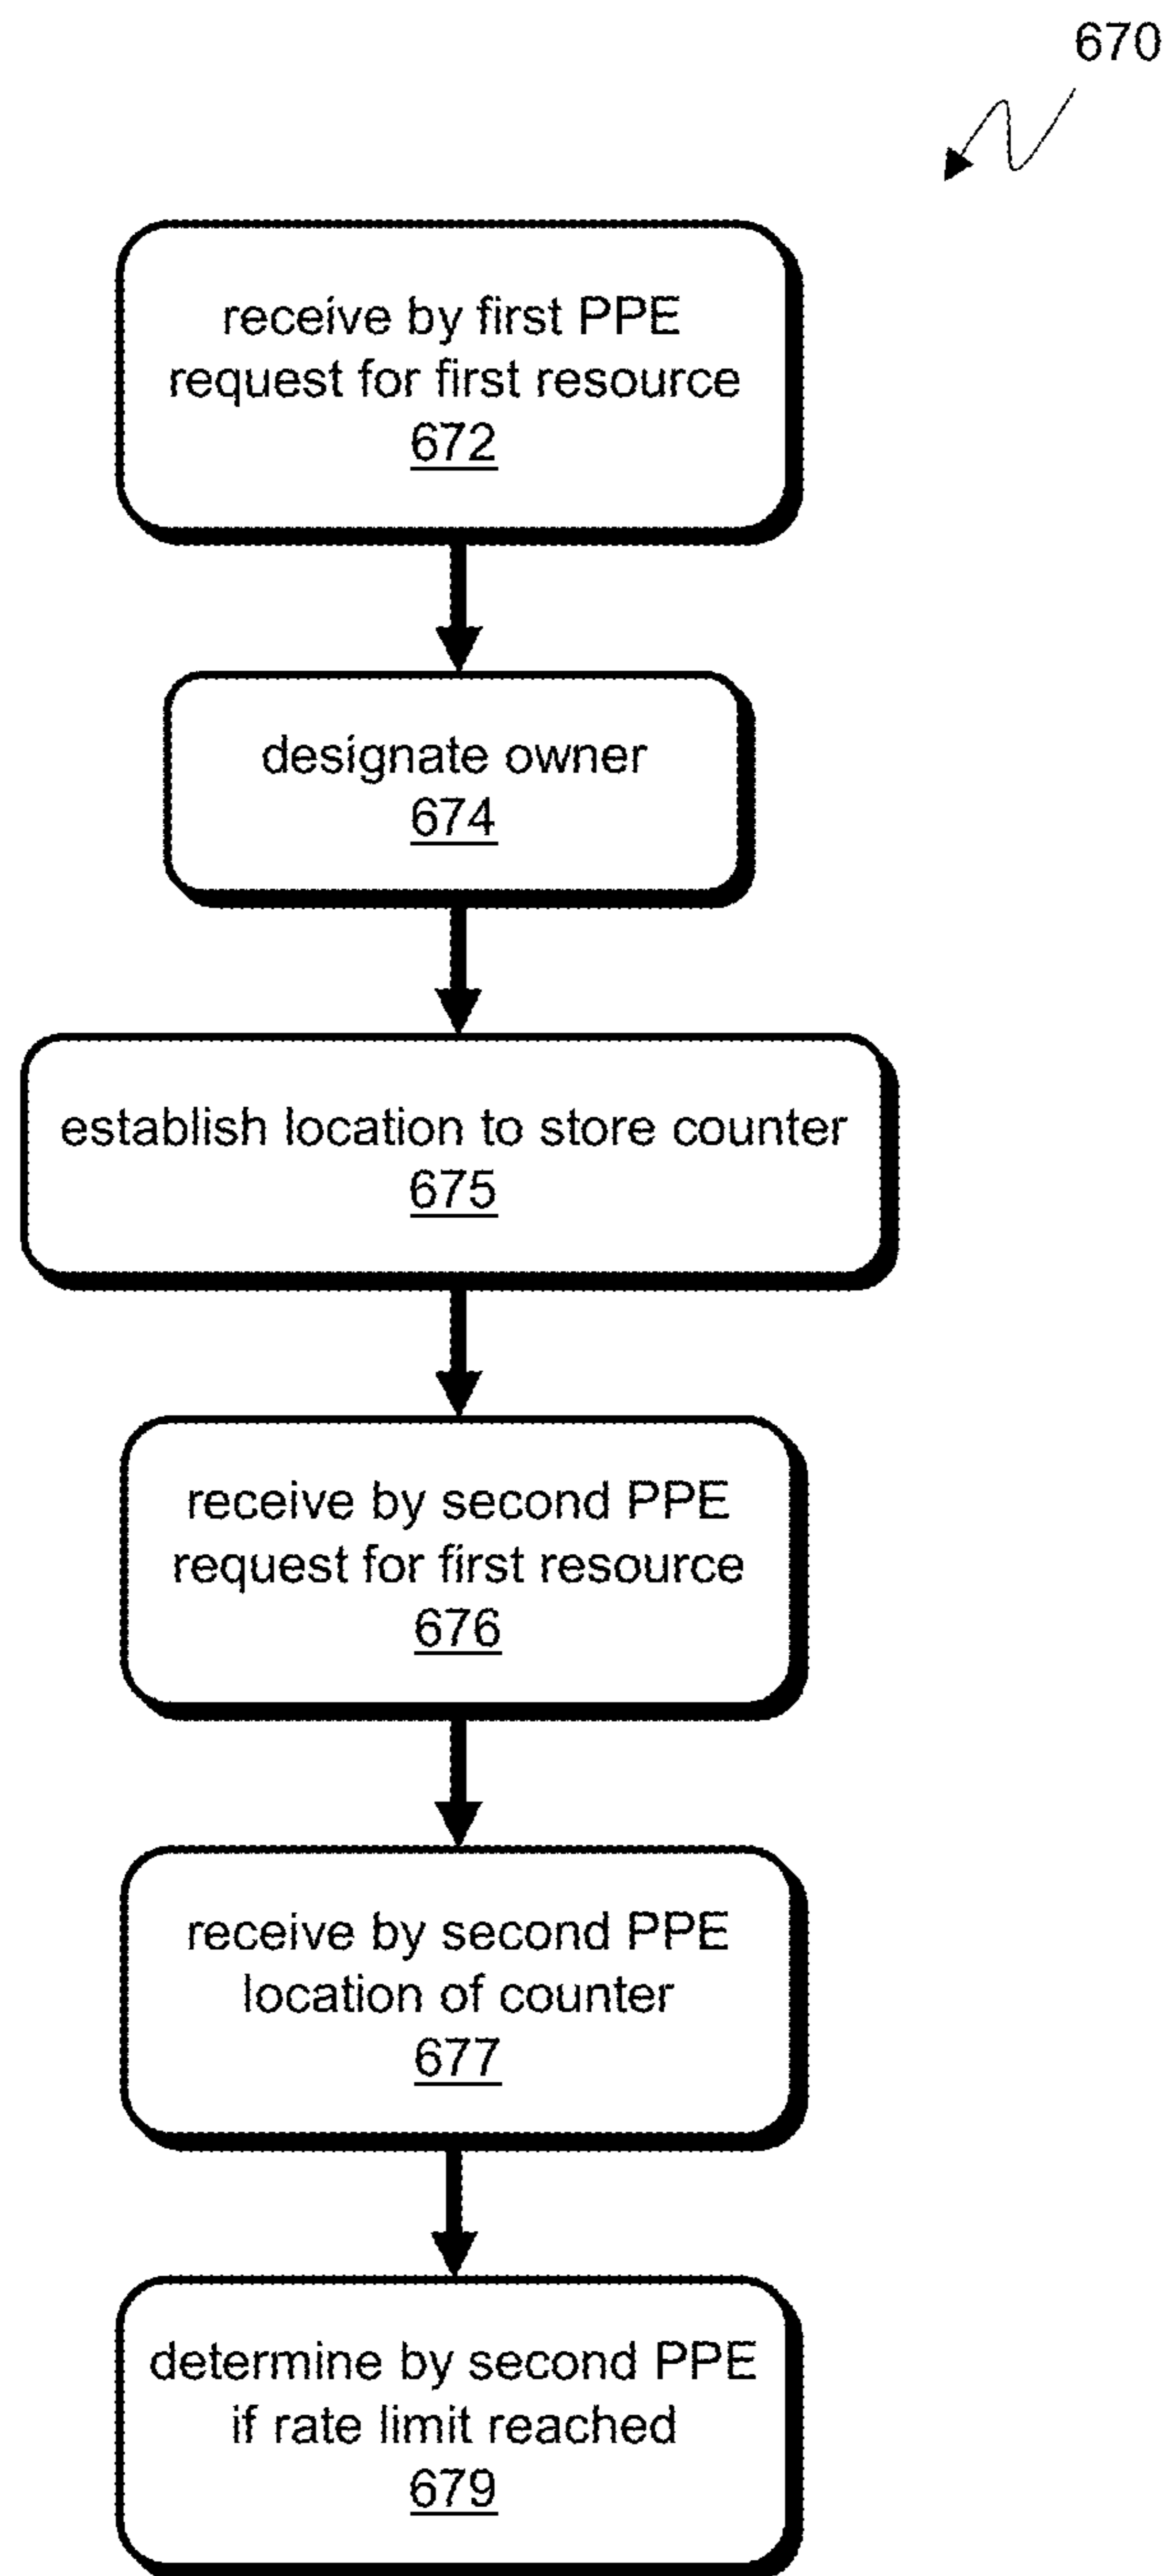 670
receive by first PPE
request for first resource
672
designate owner
674
establish location to store counter
675
receive by second PPE
request for first resource
676
receive by second PPE
location of counter
677
determine by second PPE
if rate limit reached
679